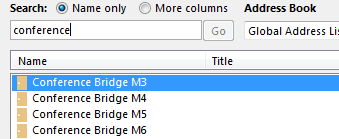 Search: Name only More columns Address Book
conference Go Global Address Lis
Name Title
Conference Bridge M3
Conference Bridge M4
Conference Bridge M5
Conference Bridge M6